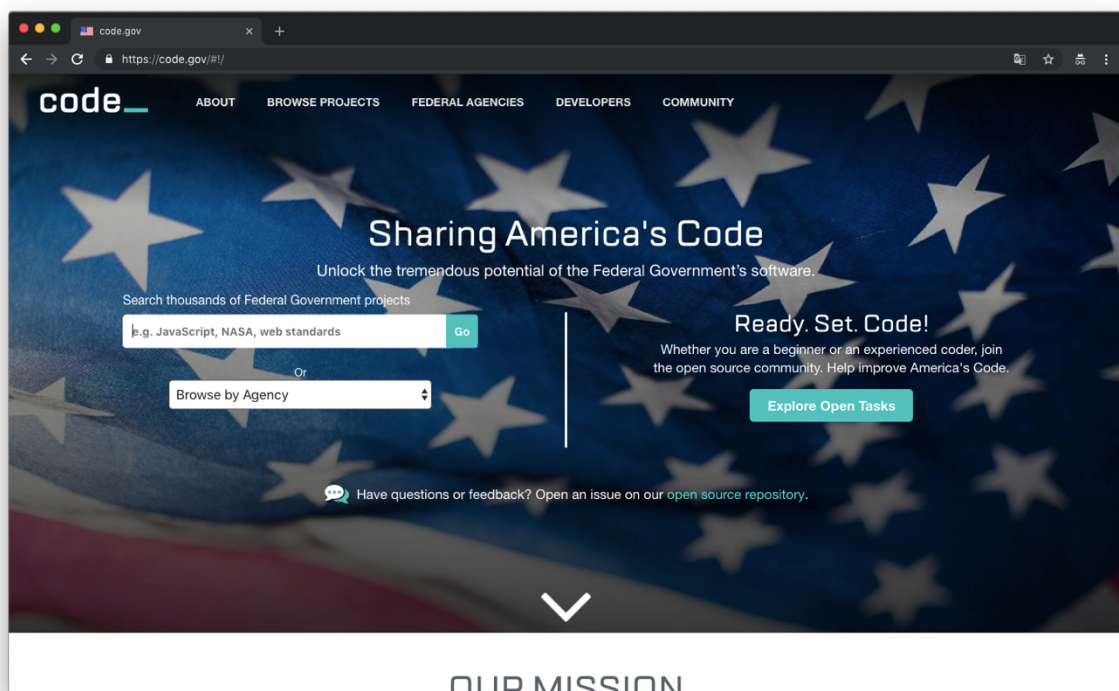 code.gov
https://code.gov/#!/
code_
ABOUT BROWSE PROJECTS FEDERAL AGENCIES DEVELOPERS COMMUNITY
Sharing America's Code
Unlock the tremendous potential of the Federal Government's software.
Search thousands of Federal Government projects
e.g. JavaScript, NASA, web standards Go
Or
Browse by Agency
Ready. Set. Code!
Whether you are a beginner or an experienced coder, join
the open source community. Help improve America's Code.
Explore Open Tasks
Have questions or feedback? Open an issue on our open source repository.
OUR MISSION